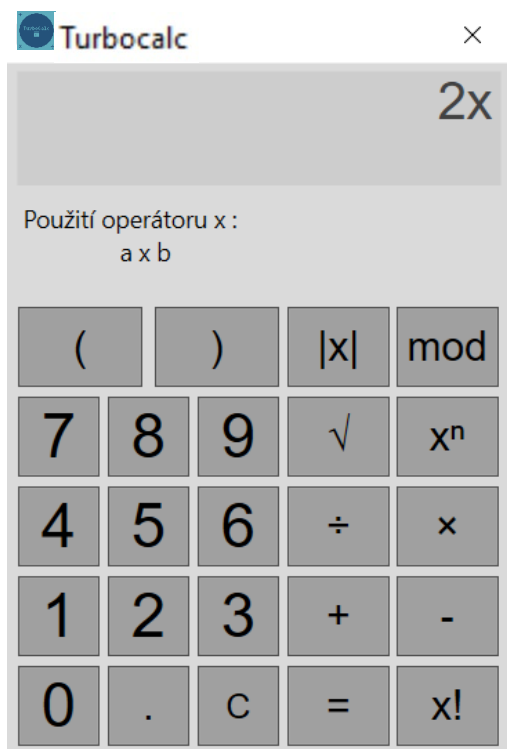 Turbocalc
2x
Použití operátoru x :
a x b
( ) |x| mod
7 8 9 √ xⁿ
4 5 6 ÷ ×
1 2 3 + -
0 . C = x!